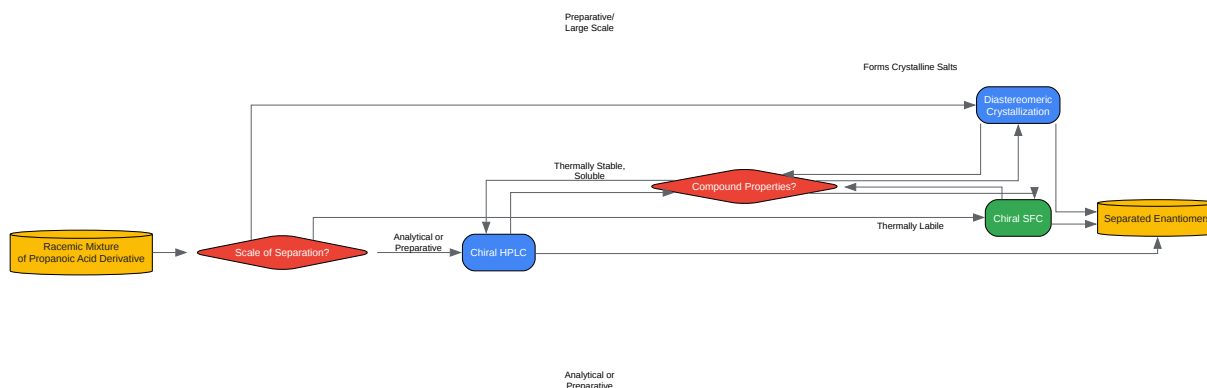 Preparative/
Large Scale
Forms Crystalline Salts
Diastereomeric
Crystallization
Thermally Stable,
Soluble
Compound Properties?
Chiral SFC
Separated Enantiomers
Thermally Labile
Racemic Mixture
of Propanoic Acid Derivative
Scale of Separation?
Analytical or
Preparative
Chiral HPLC
Analytical or
Preparative